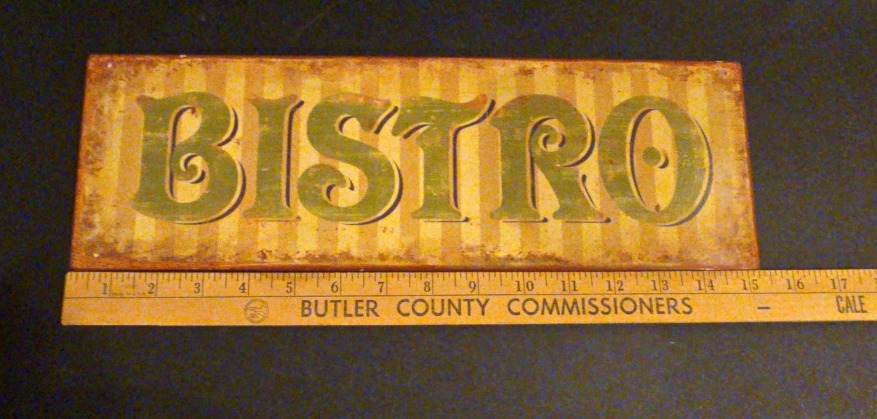 BISTRO
1 2 3 4 5 6 7 8 9 10 11 12 13 14 15 16 17
BUTLER COUNTY COMMISSIONERS – CALE